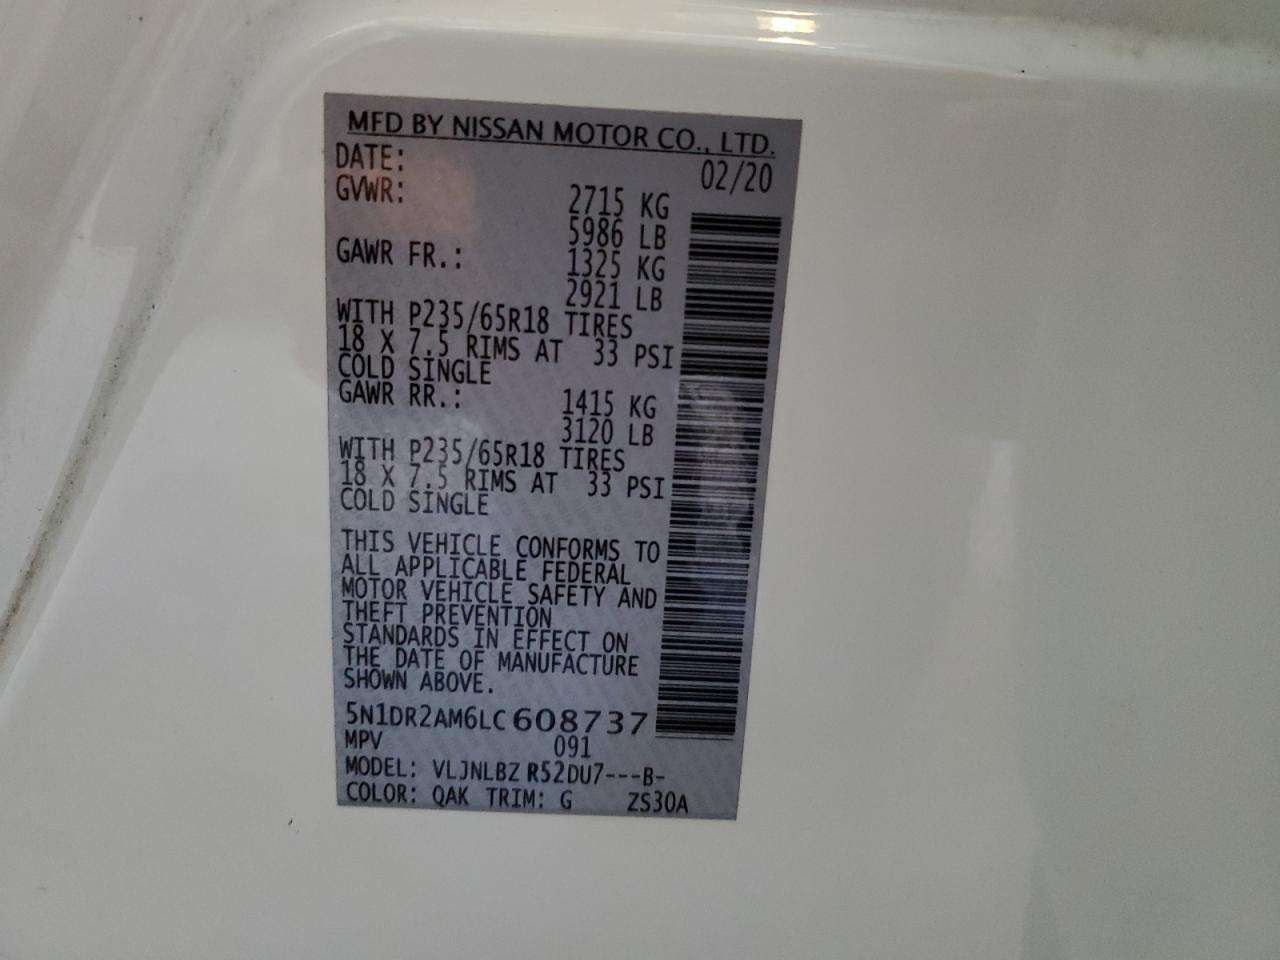 MFD BY NISSAN MOTOR CO., LTD.
DATE: 02/20
GVWR: 2715 KG
5986 LB
GAWR FR.: 1325 KG
2921 LB
WITH P235/65R18 TIRES
18 X 7.5 RIMS AT 33 PSI
COLD SINGLE
GAWR RR.: 1415 KG
3120 LB
WITH P235/65R18 TIRES
18 X 7.5 RIMS AT 33 PSI
COLD SINGLE
THIS VEHICLE CONFORMS TO
ALL APPLICABLE FEDERAL
MOTOR VEHICLE SAFETY AND
THEFT PREVENTION
STANDARDS IN EFFECT ON
THE DATE OF MANUFACTURE
SHOWN ABOVE.
5N1DR2AM6LC608737
MPV 091
MODEL: VLJNLBZ R52DU7---B-
COLOR: QAK TRIM: G ZS30A